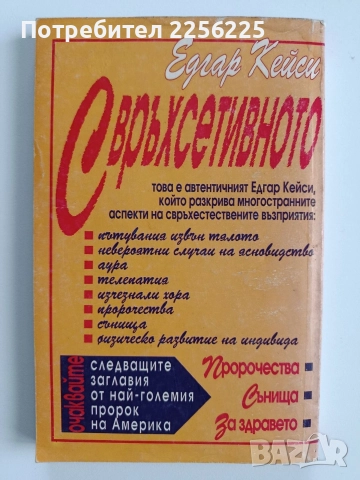 Потребител 2256250
Едгар Кейси
Свръхсетивното
това е автентичният Едгар Кейси,
който разкрива многостранните
аспекти на свръхестествените възприятия:
пътувания извън тялото
невероятни случаи на ясновидство
аура
телепатия
изчезнали хора
пророчества
сънища
физическо развитие на индивида
очаквайте
следващите
заглавия
от най-големия
пророк
на Америка
Пророчества
Сънища
За здравето
BAZAR